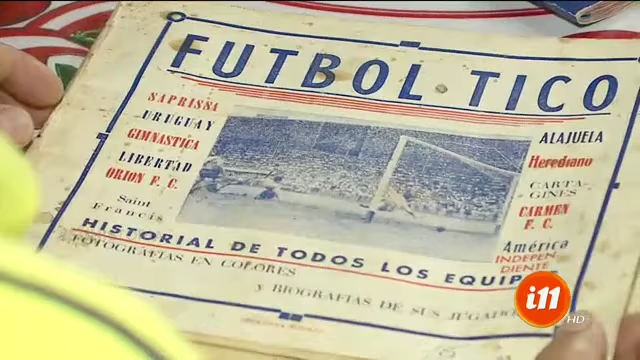 FUTBOL TICO
SAPRISSA
URUGUAY
GIMNASTICA
LIBERTAD
ORION F. C.
Saint
Francis
ALAJUELA
Herediano
CARTA-
GINES
CARMEN
F. C.
América
INDEPEN
DIENTE
HISTORIAL DE TODOS LOS EQUIP
FOTOGRAFIAS EN COLORES
y BIOGRAFIAS DE SUS JUGADO
i11
HD